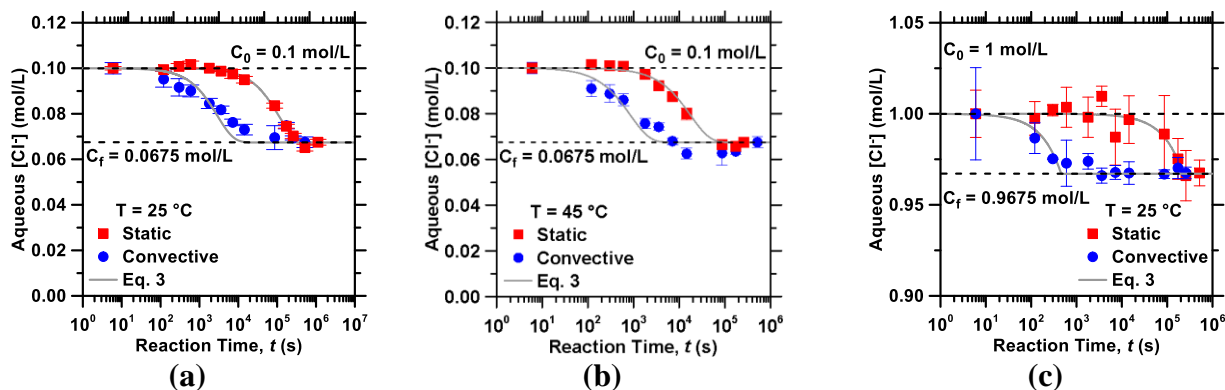 0.12
0.10
0.08
0.06
0.04
0.02
0.00
Aqueous [Cl⁻] (mol/L)
C₀ = 0.1 mol/L
C_f = 0.0675 mol/L
T = 25 °C
Static
Convective
Eq. 3
10⁰ 10¹ 10² 10³ 10⁴ 10⁵ 10⁶ 10⁷
Reaction Time, t (s)
(a)
0.12
0.10
0.08
0.06
0.04
0.02
0.00
Aqueous [Cl⁻] (mol/L)
C₀ = 0.1 mol/L
C_f = 0.0675 mol/L
T = 45 °C
Static
Convective
Eq. 3
10⁰ 10¹ 10² 10³ 10⁴ 10⁵ 10⁶
Reaction Time, t (s)
(b)
1.05
1.00
0.95
0.90
Aqueous [Cl⁻] (mol/L)
C₀ = 1 mol/L
C_f = 0.9675 mol/L
T = 25 °C
Static
Convective
Eq. 3
10⁰ 10¹ 10² 10³ 10⁴ 10⁵ 10⁶
Reaction Time, t (s)
(c)